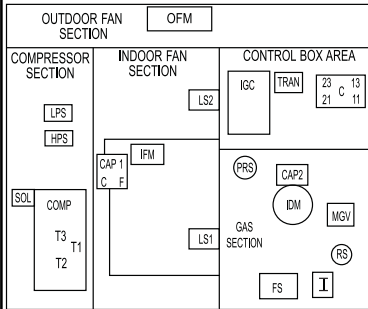 OUTDOOR FAN
SECTION
OFM
COMPRESSOR
SECTION
LPS
HPS
SOL
COMP
T3
T1
T2
INDOOR FAN
SECTION
LS2
CAP 1
C F
IFM
LS1
CONTROL BOX AREA
IGC
TRAN
23 13
C
21 11
PRS
CAP2
IDM
MGV
GAS
SECTION
RS
FS
I